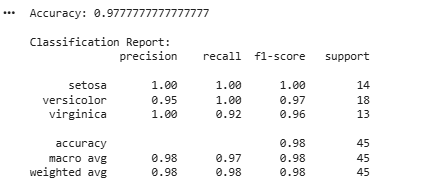 Accuracy: 0.9777777777777777
Classification Report:
precision recall f1-score support
setosa 1.00 1.00 1.00 14
versicolor 0.95 1.00 0.97 18
virginica 1.00 0.92 0.96 13
accuracy 0.98 45
macro avg 0.98 0.97 0.98 45
weighted avg 0.98 0.98 0.98 45